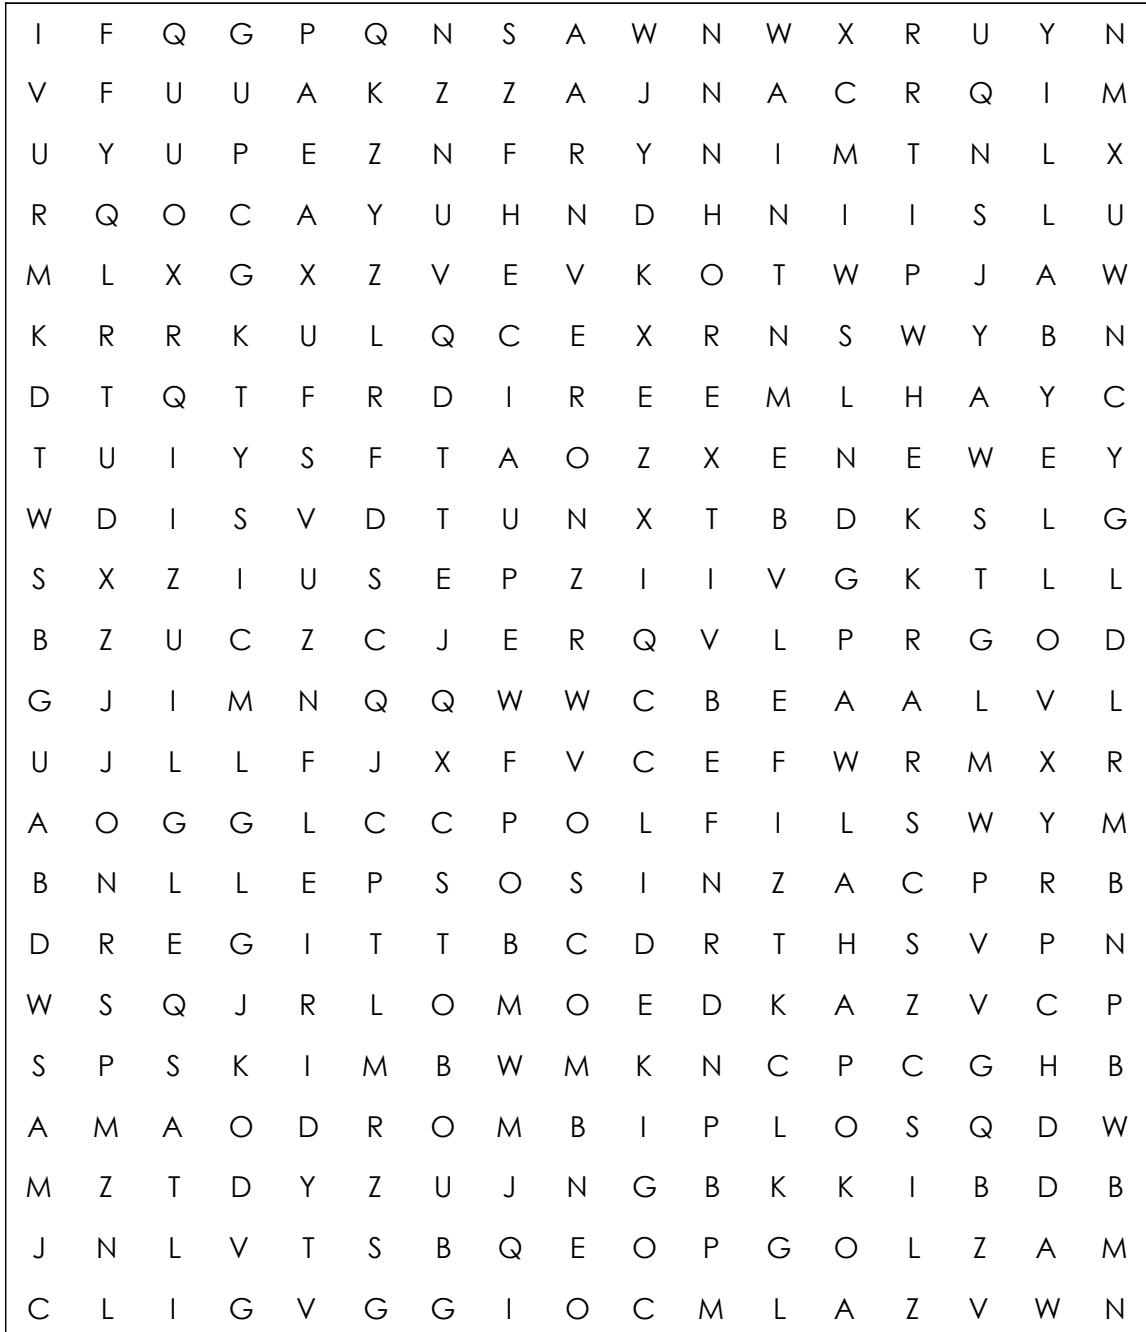 I F Q G P Q N S A W N W X R U Y N
V F U U A K Z Z A J N A C R Q I M
U Y U P E Z N F R Y N I M T N L X
R Q O C A Y U H N D H N I I S L U
M L X G X Z V E V K O T W P J A W
K R R K U L Q C E X R N S W Y B N
D T Q T F R D I R E E M L H A Y C
T U I Y S F T A O Z X E N E W E Y
W D I S V D T U N X T B D K S L G
S X Z I U S E P Z I I V G K T L L
B Z U C Z C J E R Q V L P R G O D
G J I M N Q Q W W C B E A A L V L
U J L L F J X F V C E F W R M X R
A O G G L C C P O L F I L S W Y M
B N L L E P S O S I N Z A C P R B
D R E G I T T B C D R T H S V P N
W S Q J R L O M O E D K A Z V C P
S P S K I M B W M K N C P C G H B
A M A O D R O M B I P L O S Q D W
M Z T D Y Z U J N G B K K I B D B
J N L V T S B Q E O P G O L Z A M
C L I G V G G I O C M L A Z V W N